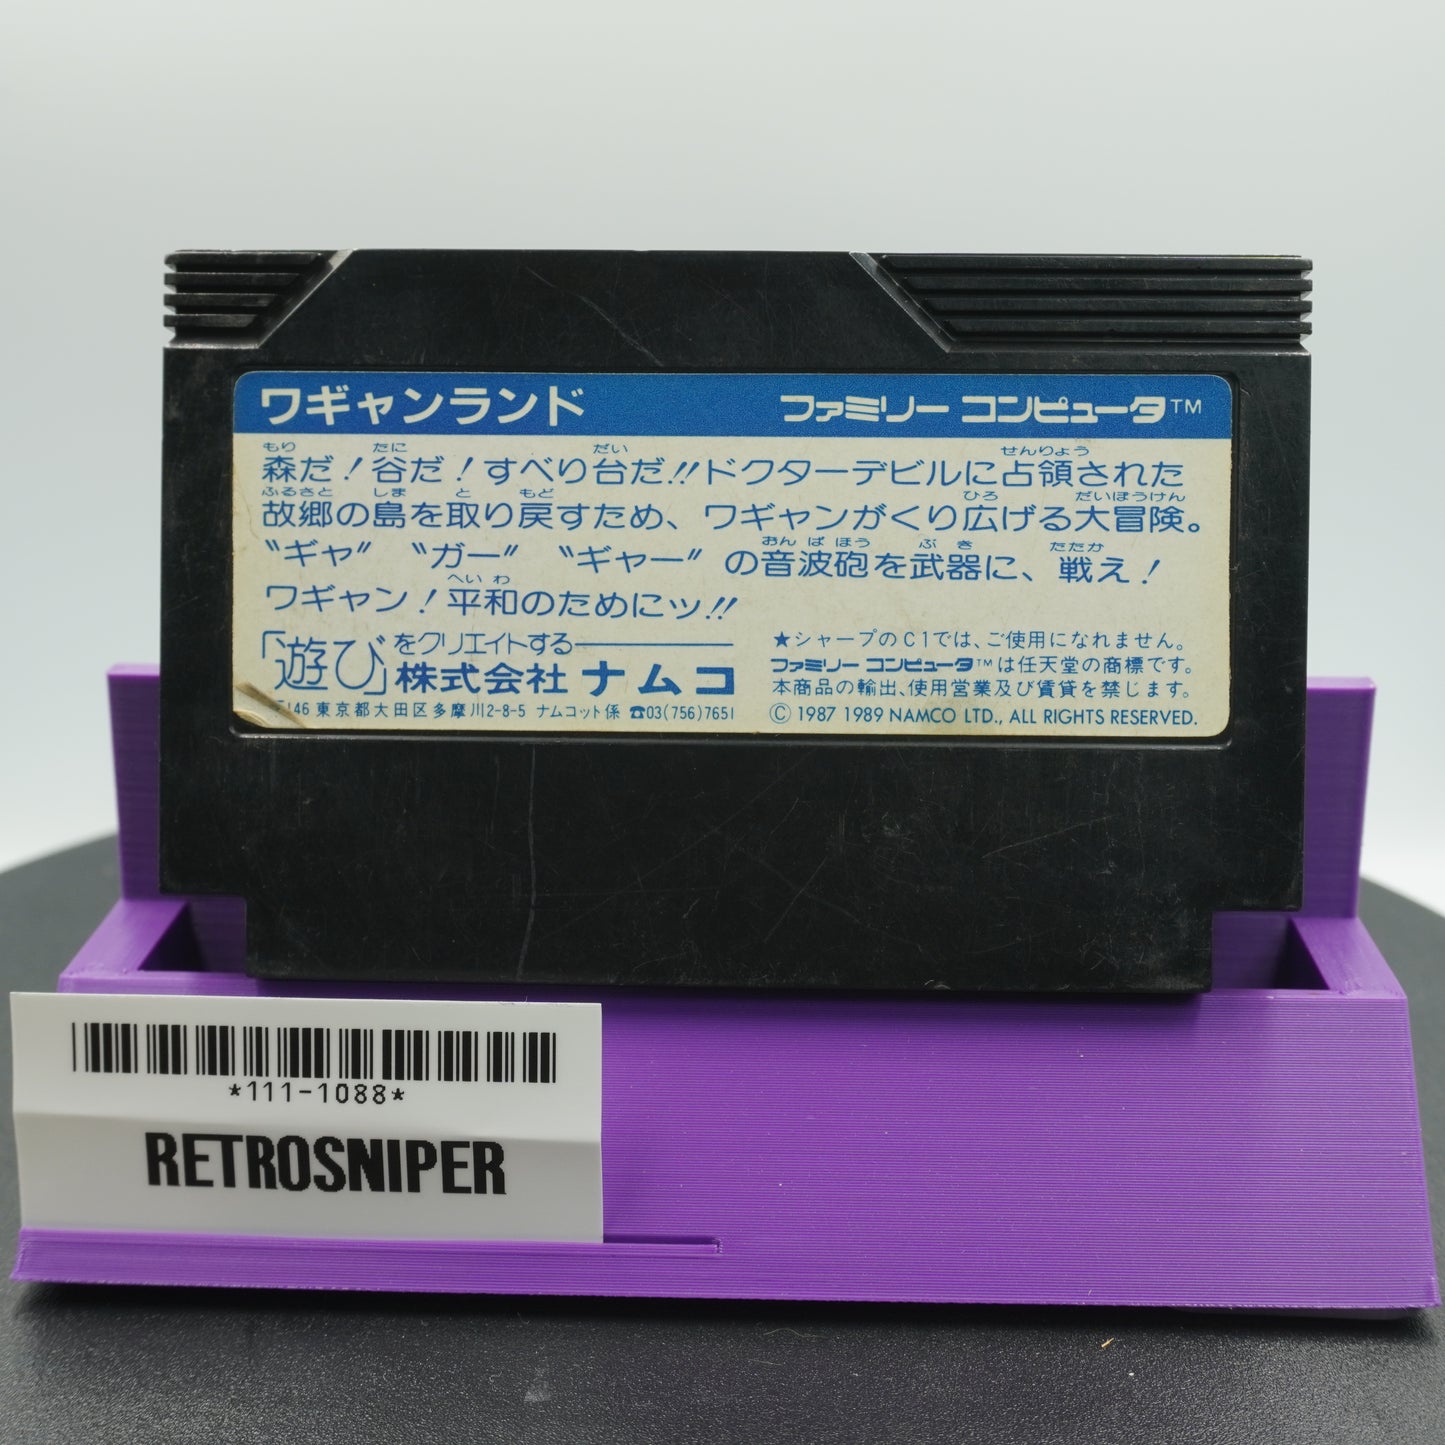 ワギャンランド
ファミリー コンピュータ™
もり たに だい せんりょう
森だ!谷だ!すべり台だ!!ドクターデビルに占領された
ふるさと しま と もど ひろ だいぼうけん
故郷の島を取り戻すため、ワギャンがくり広げる大冒険。
おん ぱ ほう ぶ き たたか
〝ギャ〞 〝ガー〞 〝ギャー〞の音波砲を武器に、戦え!
へい わ
ワギャン!平和のためにッ!!
「遊び」をクリエイトする
株式会社 ナムコ
146 東京都大田区多摩川2-8-5 ナムコット係 ☎03(756)7651
★シャープのC1では、ご使用になれません。
ファミリー コンピュータ™は任天堂の商標です。
本商品の輸出、使用営業及び賃貸を禁じます。
© 1987 1989 NAMCO LTD., ALL RIGHTS RESERVED.
*111-1088*
RETROSNIPER